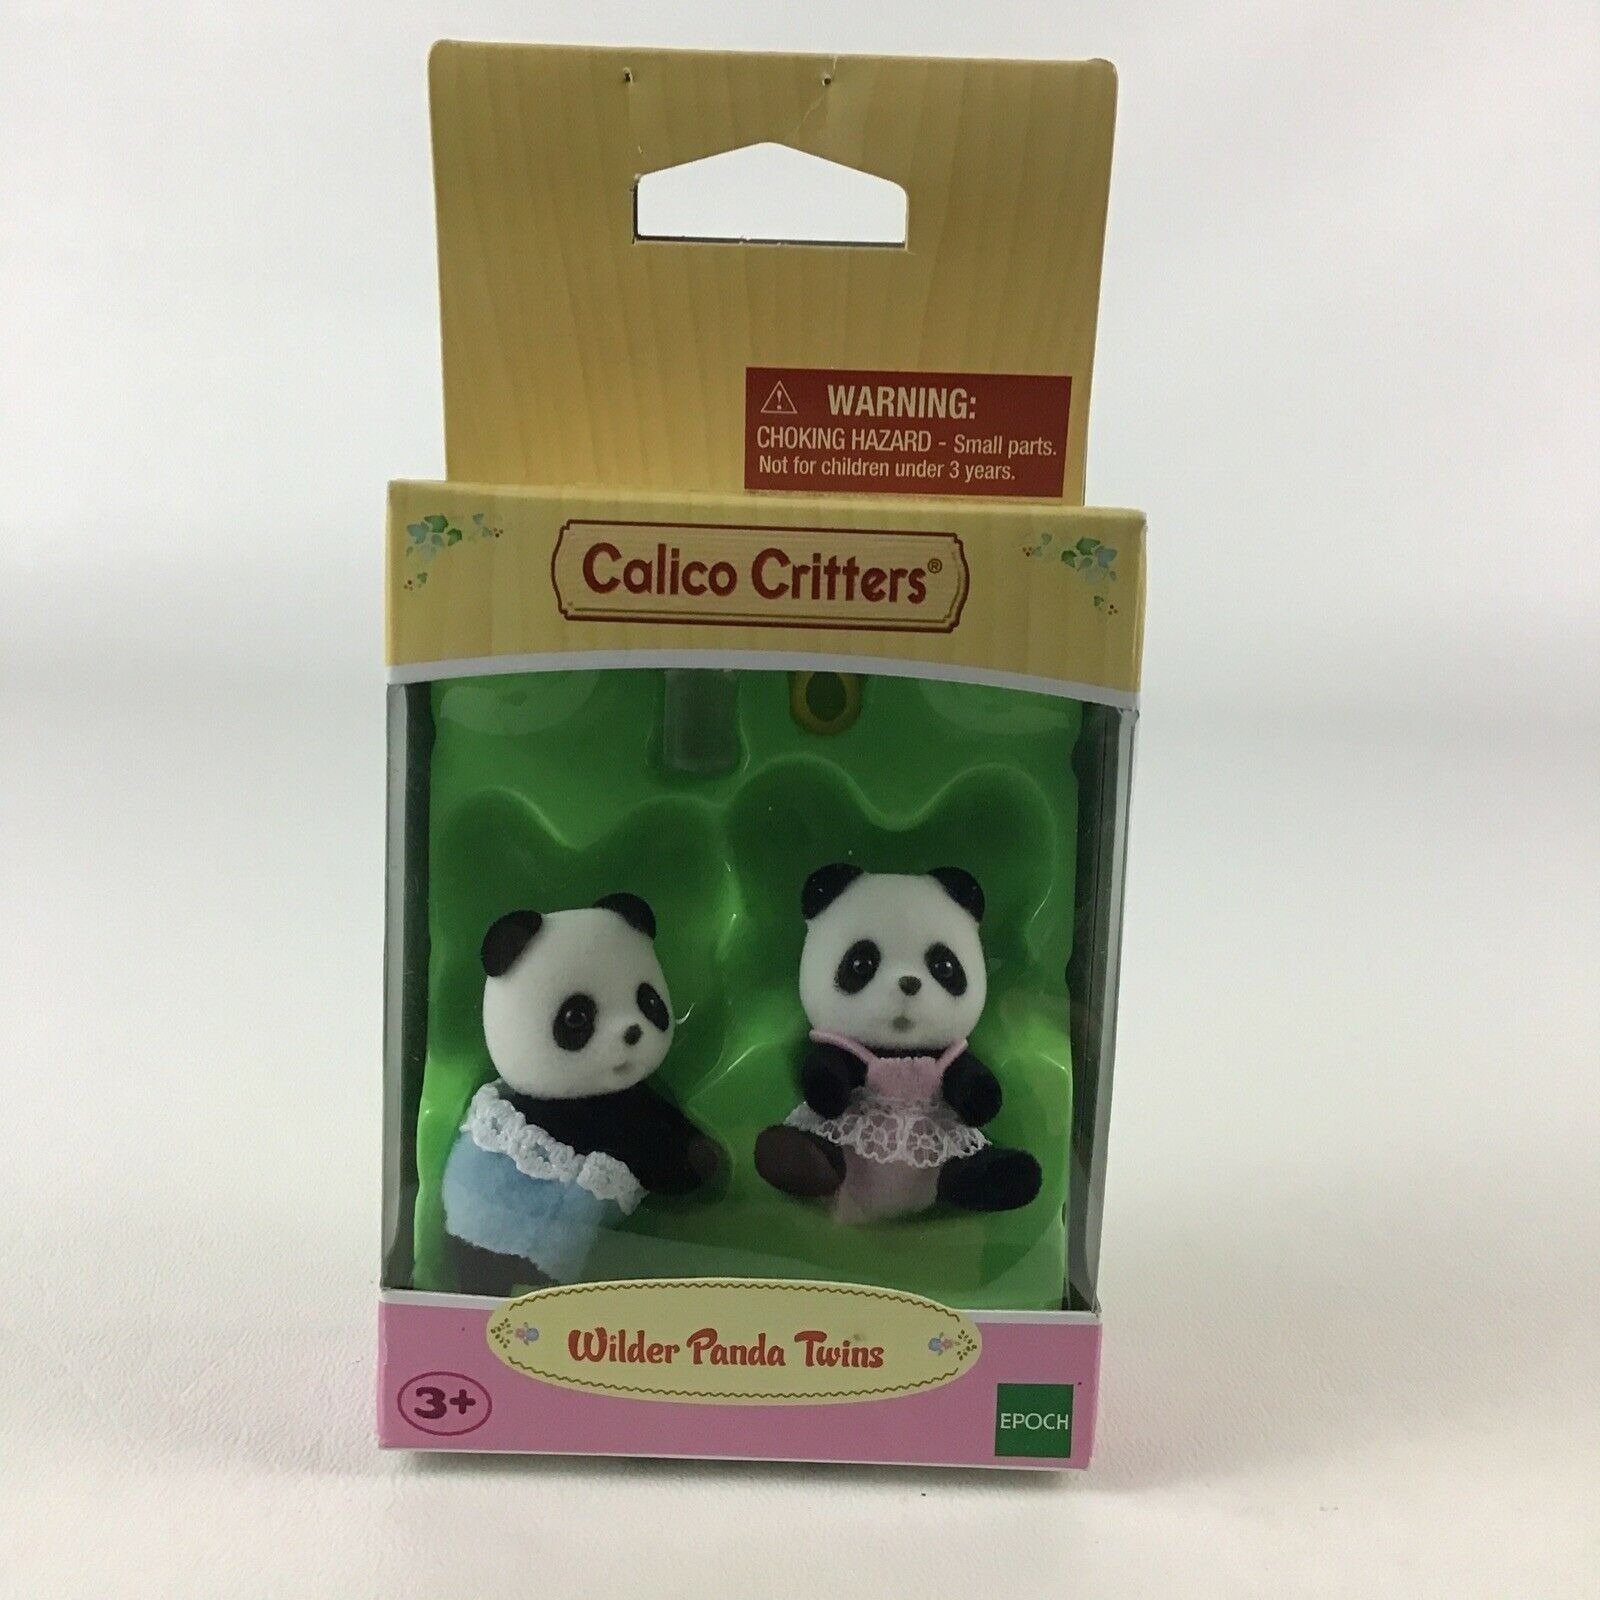 WARNING:
CHOKING HAZARD - Small parts.
Not for children under 3 years.
Calico Critters®
Wilder Panda Twins
3+
EPOCH